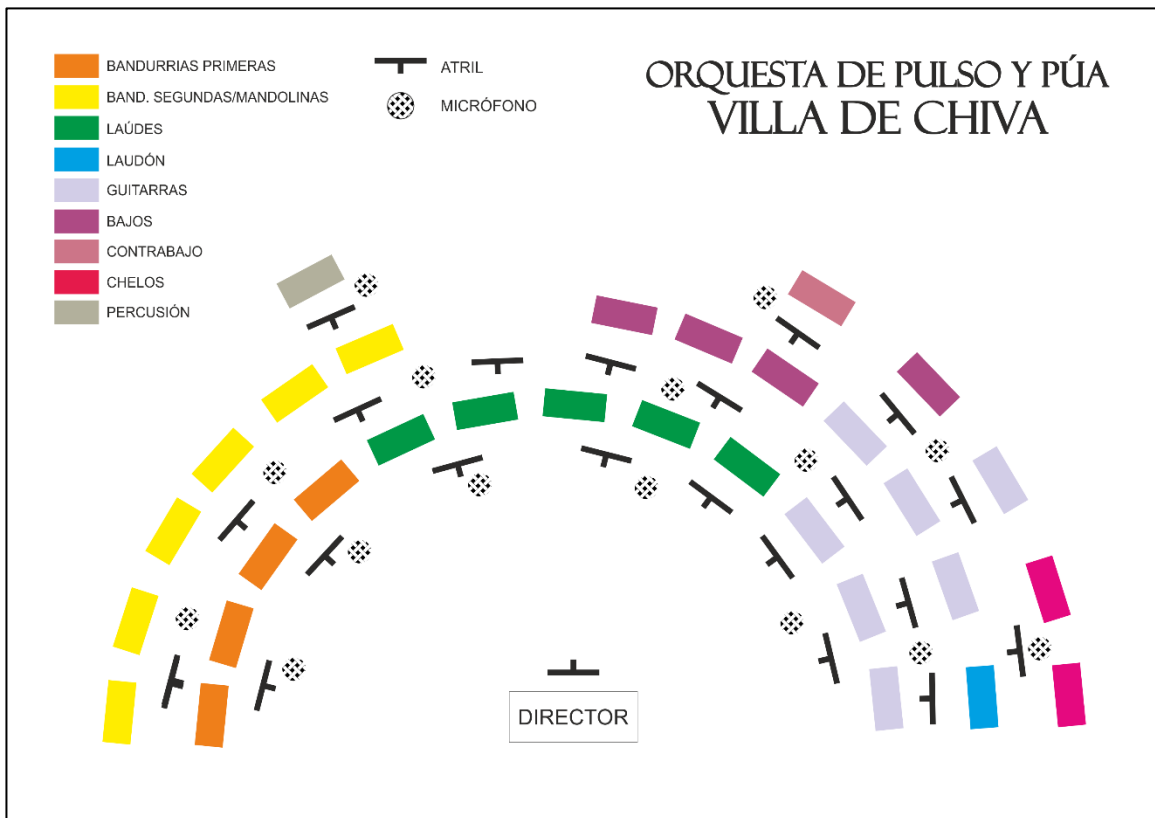 BANDURRIAS PRIMERAS
BAND. SEGUNDAS/MANDOLINAS
LAÚDES
LAUDÓN
GUITARRAS
BAJOS
CONTRABAJO
CHELOS
PERCUSIÓN
ATRIL
MICRÓFONO
ORQUESTA DE PULSO Y PÚA
VILLA DE CHIVA
DIRECTOR